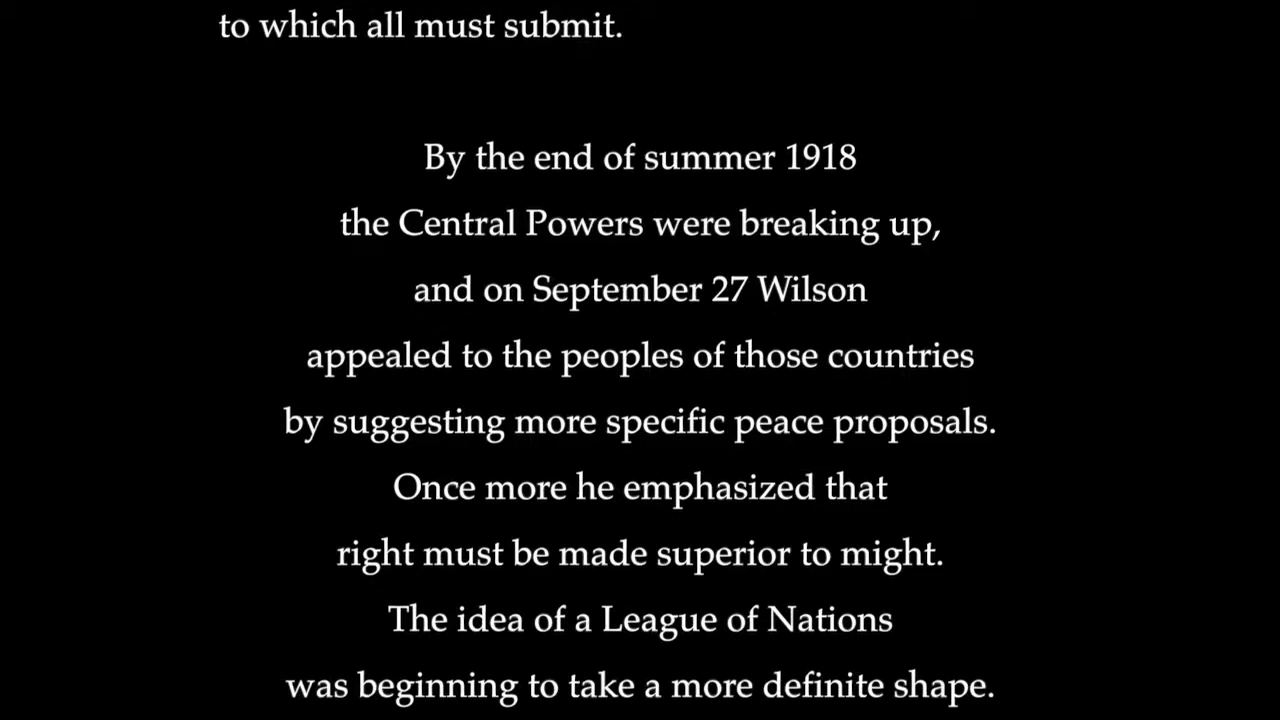 to which all must submit.
By the end of summer 1918
the Central Powers were breaking up,
and on September 27 Wilson
appealed to the peoples of those countries
by suggesting more specific peace proposals.
Once more he emphasized that
right must be made superior to might.
The idea of a League of Nations
was beginning to take a more definite shape.